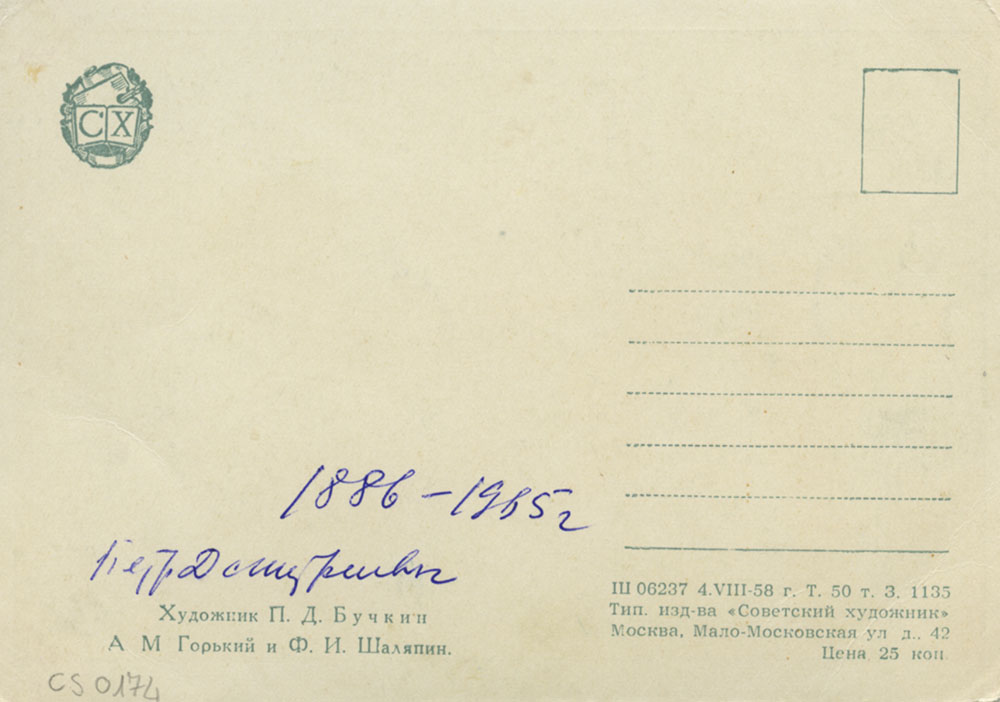 СХ
1886 – 1965 г
Петр Дмитриевич
Художник П. Д. Бучкин
А М Горький и Ф. И. Шаляпин.
Ш 06237 4.VIII-58 г. Т. 50 т. З. 1135
Тип. изд-ва «Советский художник»
Москва, Мало-Московская ул д.. 42
Цена 25 коп
CS 0174